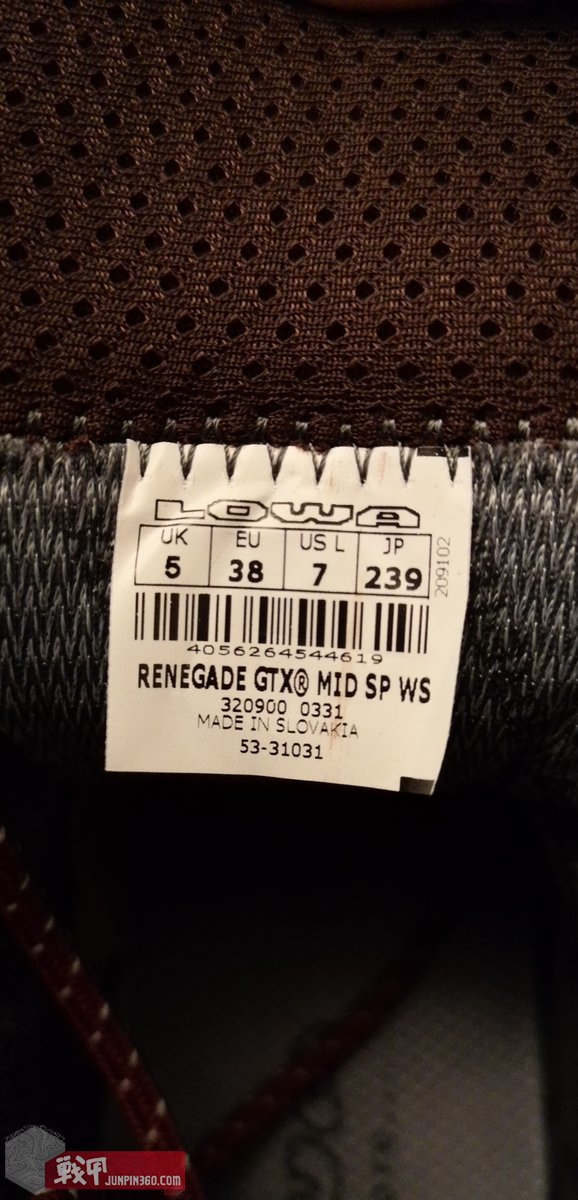 LOWA
UK EU US L JP
5 38 7 239
209102
4056264544619
RENEGADE GTX® MID SP WS
320900 0331
MADE IN SLOVAKIA
53-31031
戦甲 JUNPIN360.COM